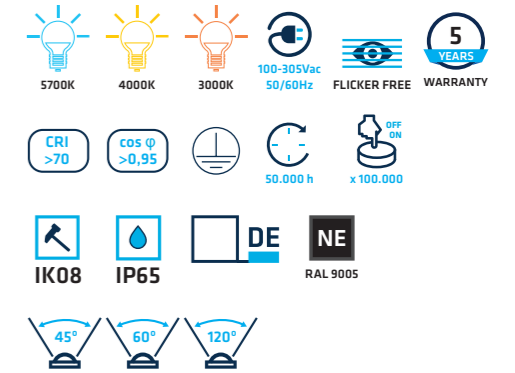 5700K
4000K
3000K
100-305Vac
50/60Hz
FLICKER FREE
5
YEARS
WARRANTY
CRI
>70
cos φ
>0,95
50.000 h
OFF
ON
x 100.000
IK08
IP65
DE
NE
RAL 9005
45°
60°
120°